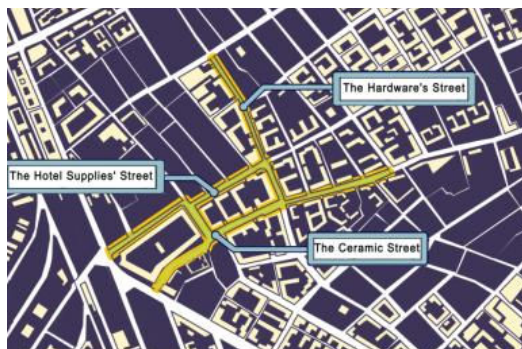 The Hardware's Street
The Hotel Supplies' Street
The Ceramic Street